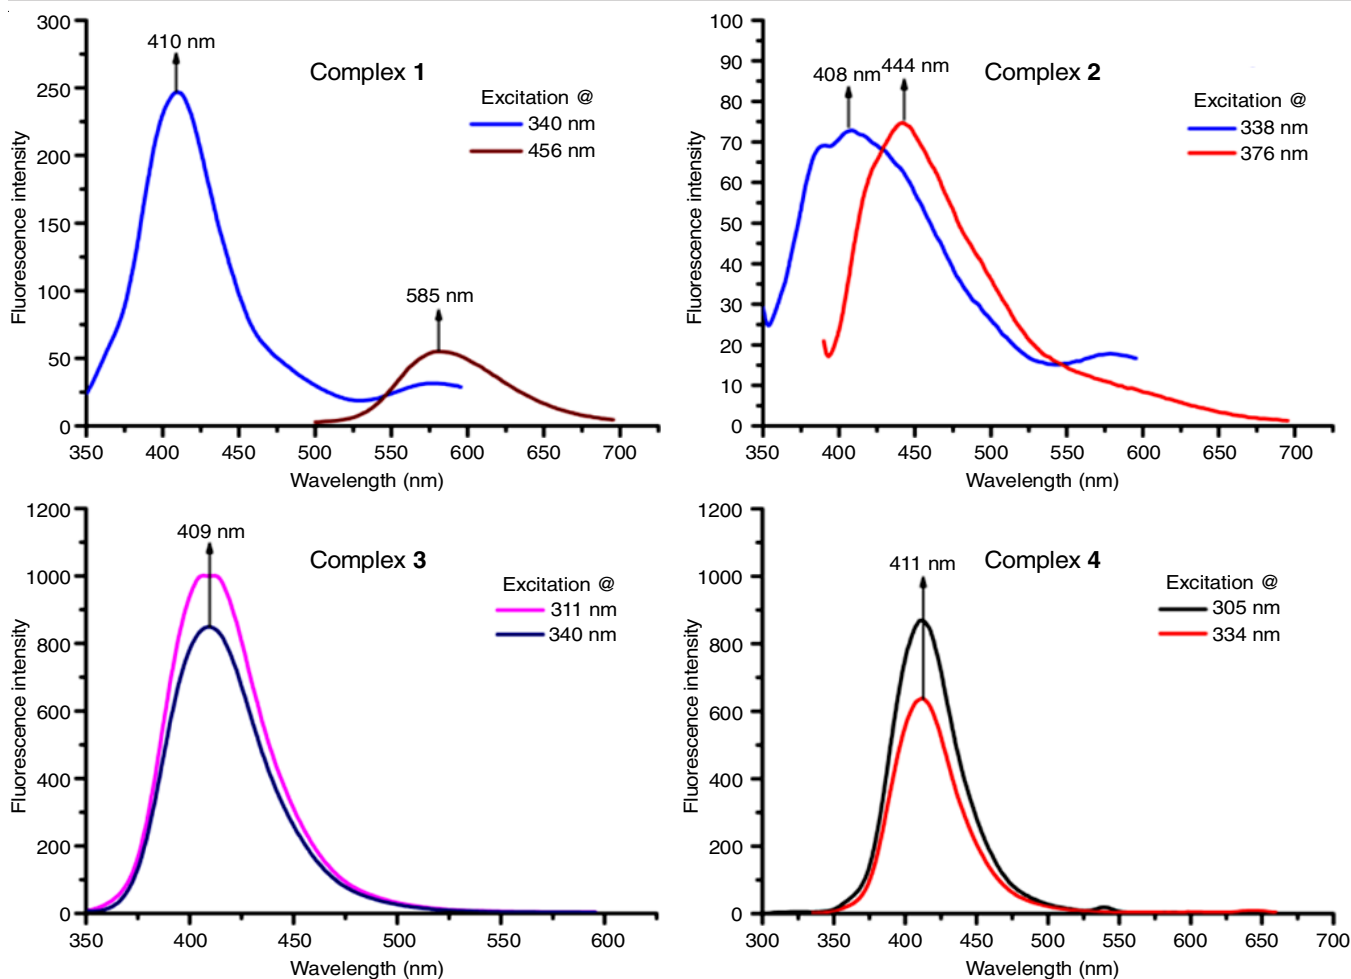 Complex 1
410 nm
585 nm
Excitation @
340 nm
456 nm
Fluorescence intensity
300
250
200
150
100
50
0
350 400 450 500 550 600 650 700
Wavelength (nm)
Complex 2
408 nm
444 nm
Excitation @
338 nm
376 nm
Fluorescence intensity
100
90
80
70
60
50
40
30
20
10
0
350 400 450 500 550 600 650 700
Wavelength (nm)
Complex 3
409 nm
Excitation @
311 nm
340 nm
Fluorescence intensity
1200
1000
800
600
400
200
0
350 400 450 500 550 600
Wavelength (nm)
Complex 4
411 nm
Excitation @
305 nm
334 nm
Fluorescence intensity
1200
1000
800
600
400
200
0
300 350 400 450 500 550 600 650 700
Wavelength (nm)